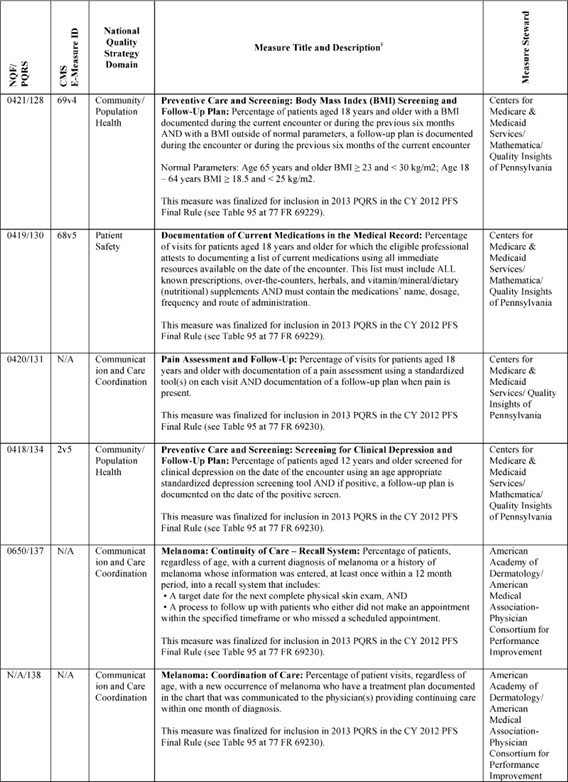 NQF/
PQRS
CMS
E-Measure ID
National
Quality
Strategy
Domain
Measure Title and Description¥
Measure Steward
0421/128
69v4
Community/
Population
Health
Preventive Care and Screening: Body Mass Index (BMI) Screening and
Follow-Up Plan: Percentage of patients aged 18 years and older with a BMI
documented during the current encounter or during the previous six months
AND with a BMI outside of normal parameters, a follow-up plan is documented
during the encounter or during the previous six months of the current encounter
Normal Parameters: Age 65 years and older BMI ≥ 23 and < 30 kg/m2; Age 18
– 64 years BMI ≥ 18.5 and < 25 kg/m2.
This measure was finalized for inclusion in 2013 PQRS in the CY 2012 PFS
Final Rule (see Table 95 at 77 FR 69229).
Centers for
Medicare &
Medicaid
Services/
Mathematica/
Quality Insights
of Pennsylvania
0419/130
68v5
Patient
Safety
Documentation of Current Medications in the Medical Record: Percentage
of visits for patients aged 18 years and older for which the eligible professional
attests to documenting a list of current medications using all immediate
resources available on the date of the encounter. This list must include ALL
known prescriptions, over-the-counters, herbals, and vitamin/mineral/dietary
(nutritional) supplements AND must contain the medications' name, dosage,
frequency and route of administration.
This measure was finalized for inclusion in 2013 PQRS in the CY 2012 PFS
Final Rule (see Table 95 at 77 FR 69229).
Centers for
Medicare &
Medicaid
Services/
Mathematica/
Quality Insights
of Pennsylvania
0420/131
N/A
Communicat
ion and Care
Coordination
Pain Assessment and Follow-Up: Percentage of visits for patients aged 18
years and older with documentation of a pain assessment using a standardized
tool(s) on each visit AND documentation of a follow-up plan when pain is
present.
This measure was finalized for inclusion in 2013 PQRS in the CY 2012 PFS
Final Rule (see Table 95 at 77 FR 69230).
Centers for
Medicare &
Medicaid
Services/ Quality
Insights of
Pennsylvania
0418/134
2v5
Community/
Population
Health
Preventive Care and Screening: Screening for Clinical Depression and
Follow-Up Plan: Percentage of patients aged 12 years and older screened for
clinical depression on the date of the encounter using an age appropriate
standardized depression screening tool AND if positive, a follow-up plan is
documented on the date of the positive screen.
This measure was finalized for inclusion in 2013 PQRS in the CY 2012 PFS
Final Rule (see Table 95 at 77 FR 69230).
Centers for
Medicare &
Medicaid
Services/
Mathematica/
Quality Insights
of Pennsylvania
0650/137
N/A
Communicat
ion and Care
Coordination
Melanoma: Continuity of Care – Recall System: Percentage of patients,
regardless of age, with a current diagnosis of melanoma or a history of
melanoma whose information was entered, at least once within a 12 month
period, into a recall system that includes:
• A target date for the next complete physical skin exam, AND
• A process to follow up with patients who either did not make an appointment
within the specified timeframe or who missed a scheduled appointment.
This measure was finalized for inclusion in 2013 PQRS in the CY 2012 PFS
Final Rule (see Table 95 at 77 FR 69230).
American
Academy of
Dermatology/
American
Medical
Association-
Physician
Consortium for
Performance
Improvement
N/A/138
N/A
Communicat
ion and Care
Coordination
Melanoma: Coordination of Care: Percentage of patient visits, regardless of
age, with a new occurrence of melanoma who have a treatment plan documented
in the chart that was communicated to the physician(s) providing continuing care
within one month of diagnosis.
This measure was finalized for inclusion in 2013 PQRS in the CY 2012 PFS
Final Rule (see Table 95 at 77 FR 69230).
American
Academy of
Dermatology/
American
Medical
Association-
Physician
Consortium for
Performance
Improvement